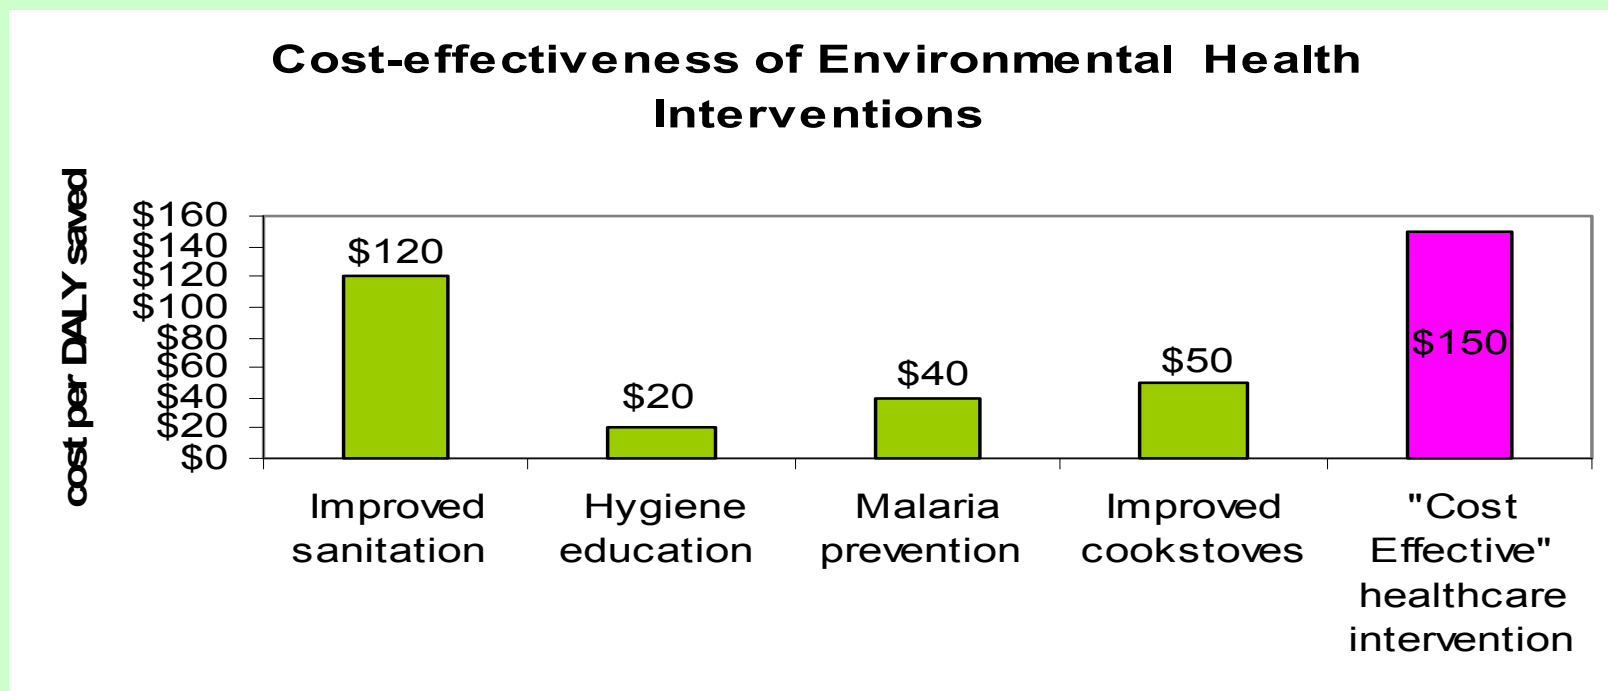 Cost-effectiveness of Environmental Health
Interventions
cost per DALY saved
$160
$140
$120
$100
$80
$60
$40
$20
$0
$120
$20
$40
$50
$150
Improved
sanitation
Hygiene
education
Malaria
prevention
Improved
cookstoves
"Cost
Effective"
healthcare
intervention